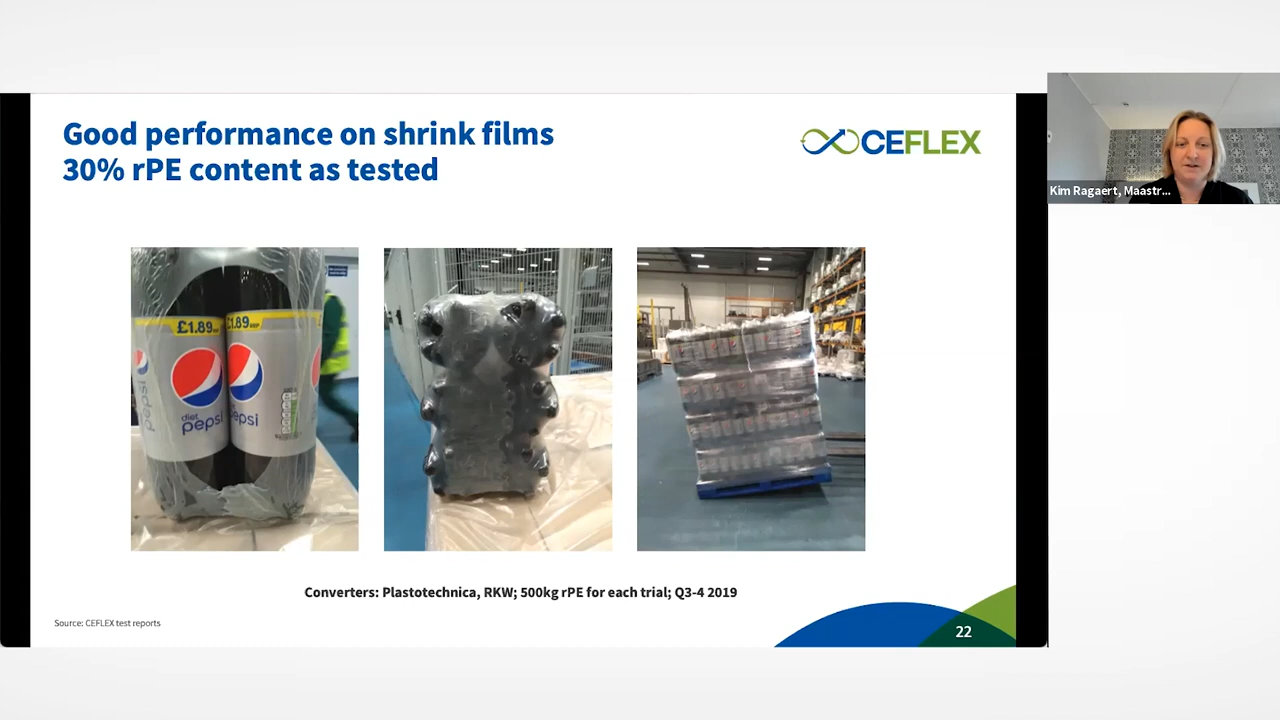 Good performance on shrink films
30% rPE content as tested
CEFLEX
Kim Ragaert, Maastr...
£1.89
£1.89
diet
pepsi
pepsi
Converters: Plastotechnica, RKW; 500kg rPE for each trial; Q3-4 2019
Source: CEFLEX test reports
22